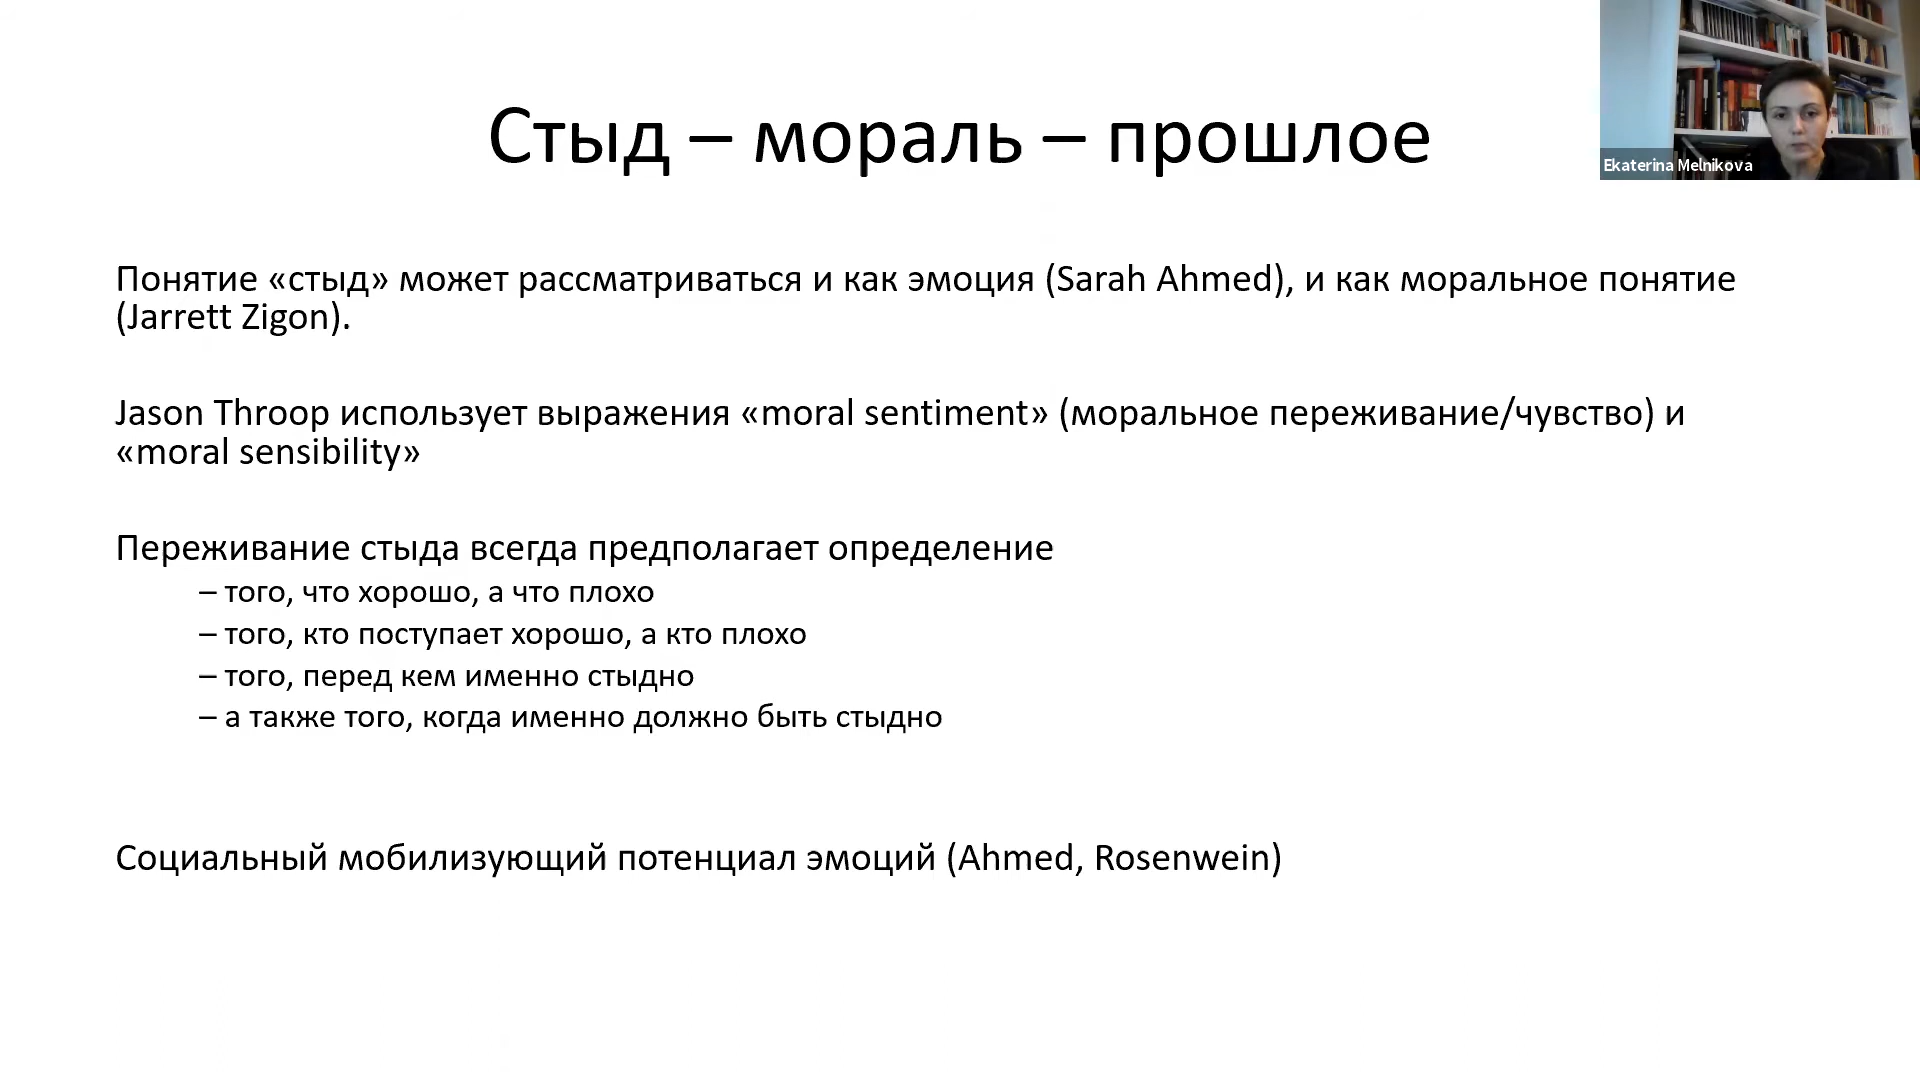 Стыд – мораль – прошлое
Ekaterina Melnikova
Понятие «стыд» может рассматриваться и как эмоция (Sarah Ahmed), и как моральное понятие
(Jarrett Zigon).
Jason Throop использует выражения «moral sentiment» (моральное переживание/чувство) и
«moral sensibility»
Переживание стыда всегда предполагает определение
– того, что хорошо, а что плохо
– того, кто поступает хорошо, а кто плохо
– того, перед кем именно стыдно
– а также того, когда именно должно быть стыдно
Социальный мобилизующий потенциал эмоций (Ahmed, Rosenwein)